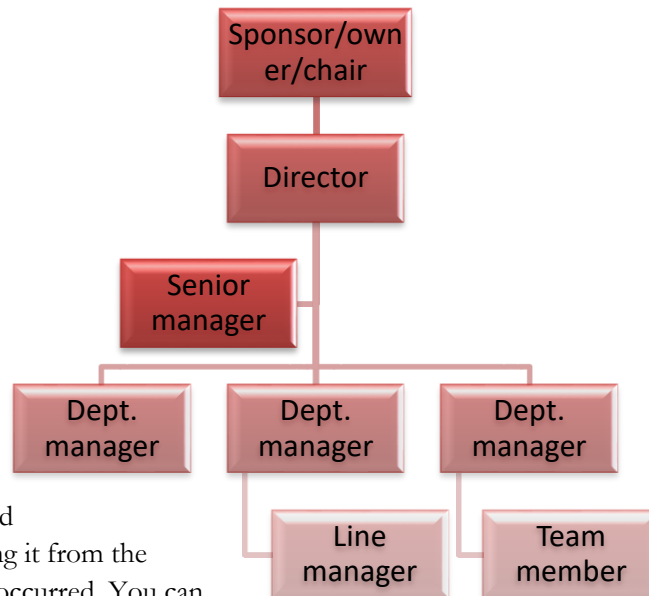 Sponsor/own
er/chair
Director
Senior
manager
Dept.
manager
Dept.
manager
Dept.
manager
Line
manager
Team
member
d
g it from the
occurred. You can